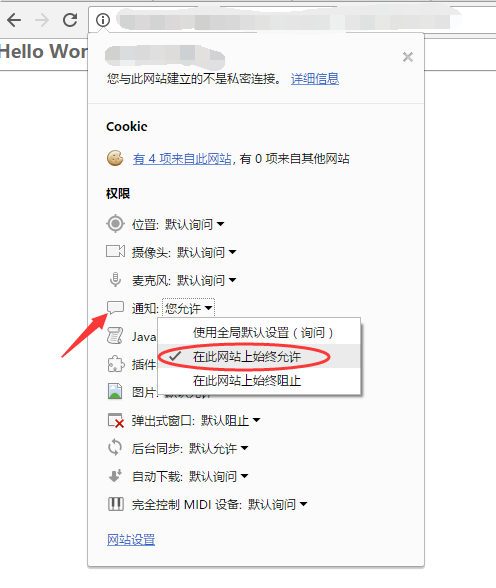 Hello Wor
您与此网站建立的不是私密连接。 详细信息
Cookie
有 4 项来自此网站, 有 0 项来自其他网站
权限
位置: 默认询问
摄像头: 默认询问
麦克风: 默认询问
通知: 您允许
使用全局默认设置（询问）
Java
在此网站上始终允许
插件
在此网站上始终阻止
图片: 默认允许
弹出式窗口: 默认阻止
后台同步: 默认允许
自动下载: 默认询问
完全控制 MIDI 设备: 默认询问
网站设置